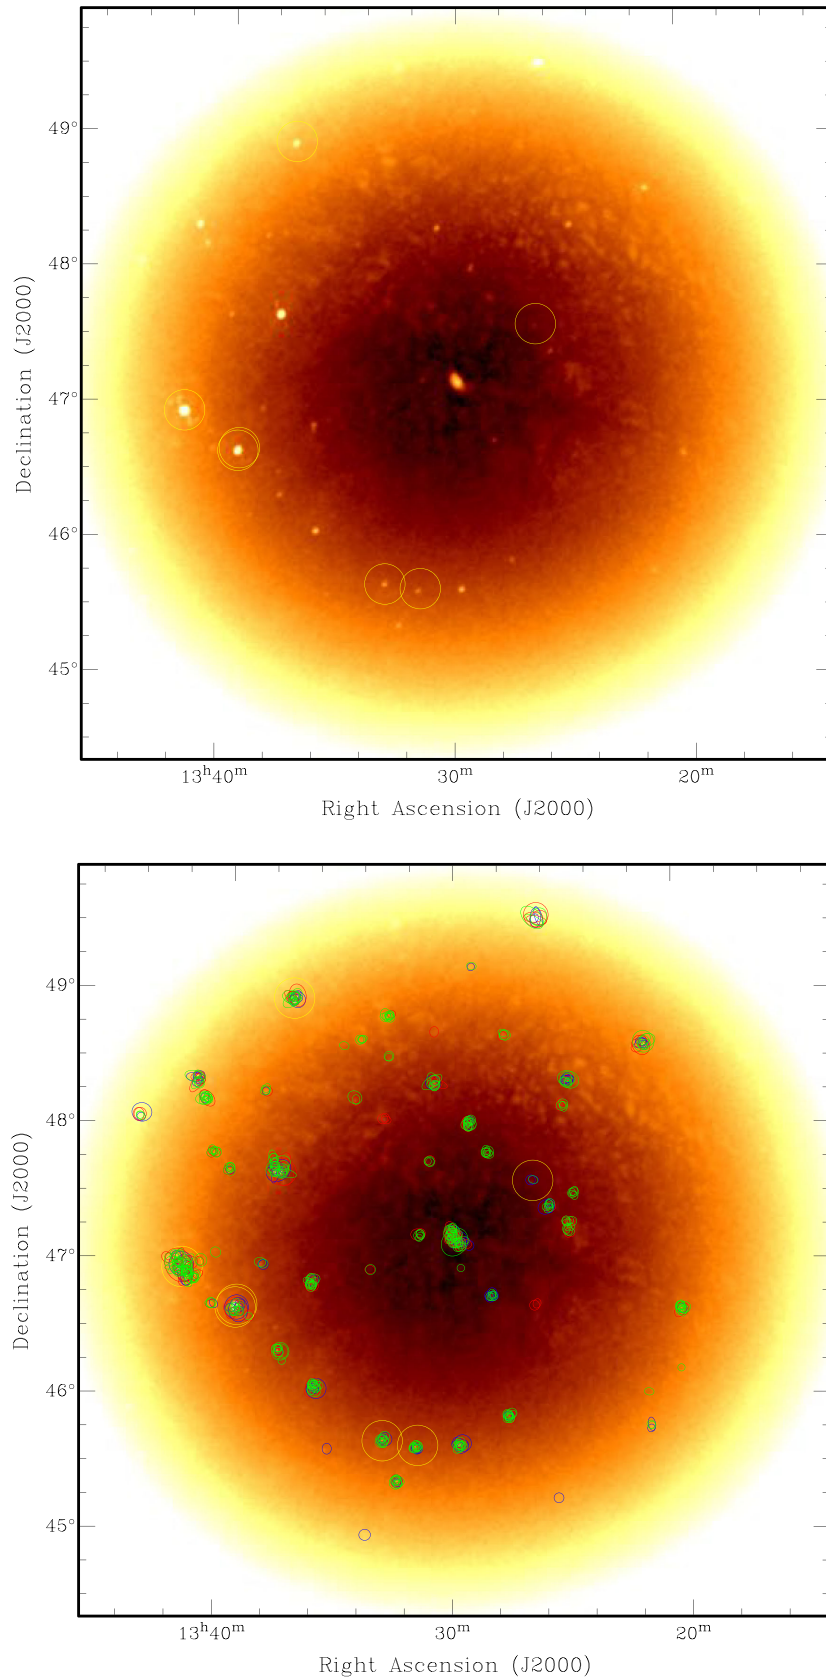 49°
48°
47°
46°
45°
Declination (J2000)
13h40m
30m
20m
Right Ascension (J2000)
49°
48°
47°
46°
45°
Declination (J2000)
13h40m
30m
20m
Right Ascension (J2000)